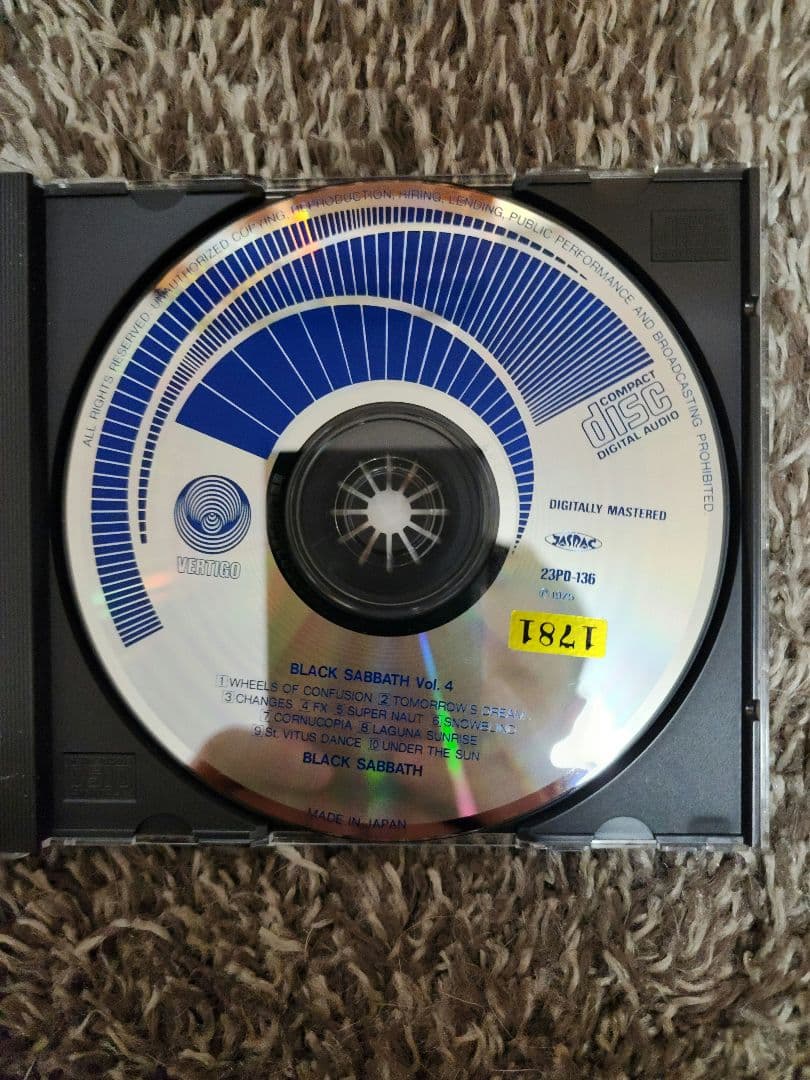 ALL RIGHTS RESERVED UNAUTHORIZED COPYING, REPRODUCTION, HIRING, LENDING, PUBLIC PERFORMANCE AND BROADCASTING PROHIBITED
COMPACT
disc
DIGITAL AUDIO
VERTIGO
DIGITALLY MASTERED
JASRAC
23PD-136
1781
BLACK SABBATH Vol. 4
1 WHEELS OF CONFUSION 2 TOMORROW'S DREAM
3 CHANGES 4 FX 5 SUPER NAUT 6 SNOWBLIND
7 CORNUCOPIA 8 LAGUNA SUNRISE
9 St. VITUS DANCE 10 UNDER THE SUN
BLACK SABBATH
MADE IN JAPAN